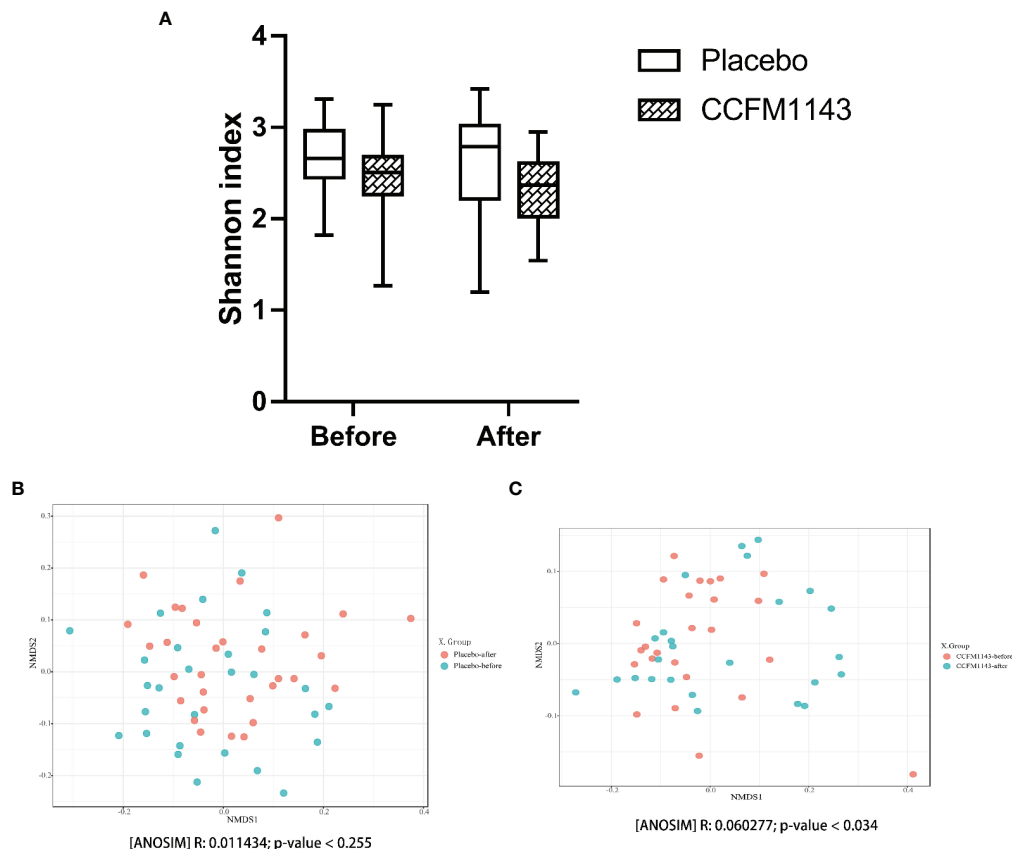 A
4
3
2
1
0
Shannon index
Before
After
Placebo
CCFM1143
B
0.3
0.2
0.1
0.0
-0.1
-0.2
NMDS2
-0.2
0.0
0.2
0.4
NMDS1
X.Group
Placebo-after
Placebo-before
[ANOSIM] R: 0.011434; p-value < 0.255
C
0.1
0.0
-0.1
NMDS2
-0.2
0.0
0.2
0.4
NMDS1
X.Group
CCFM1143-before
CCFM1143-after
[ANOSIM] R: 0.060277; p-value < 0.034